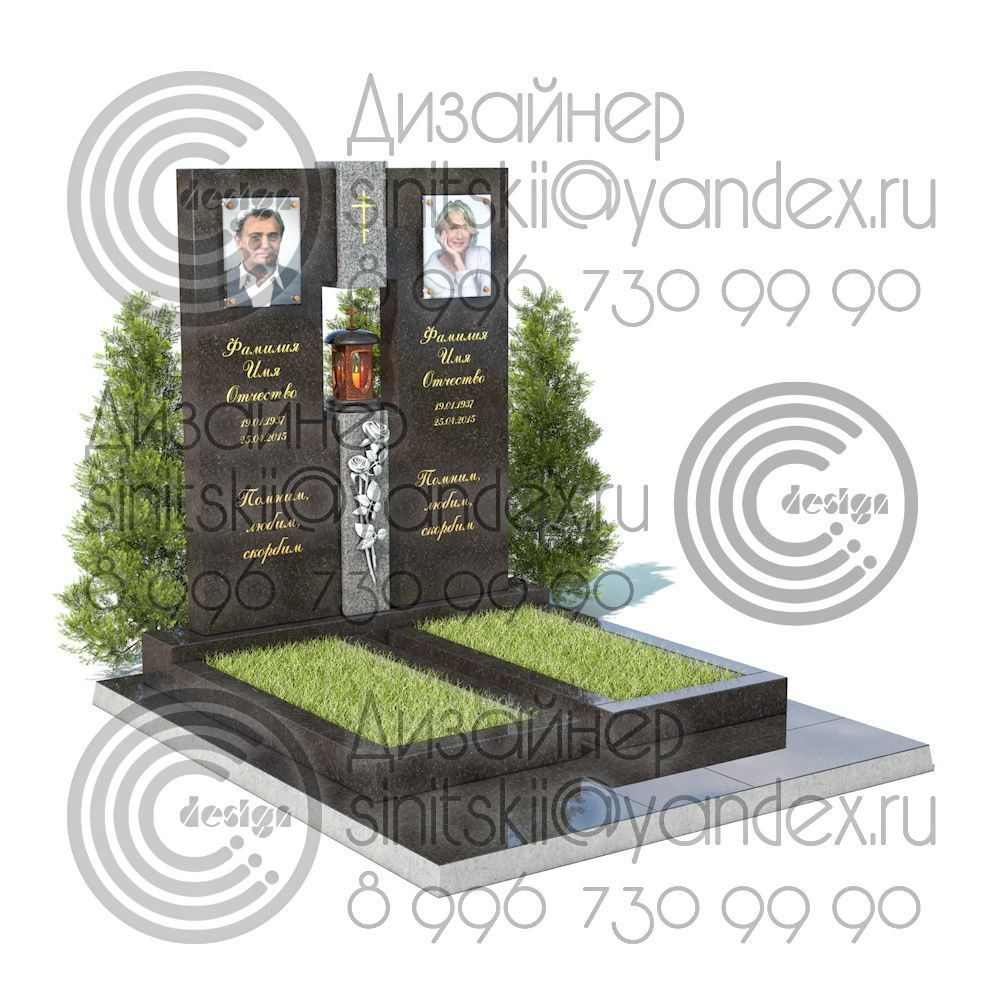 Дизайнер
sinitskii@yandex.ru
8 996 730 99 90
design
Фамилия
Имя
Отчество
19.01.1937
25.04.2015
Помним,
любим,
скорбим
Фамилия
Имя
Отчество
19.01.1937
25.04.2015
Помним,
любим,
скорбим
Дизайнер
sinitskii@yandex.ru
8 996 730 99 90
design
Дизайнер
sinitskii@yandex.ru
8 996 730 99 90
design